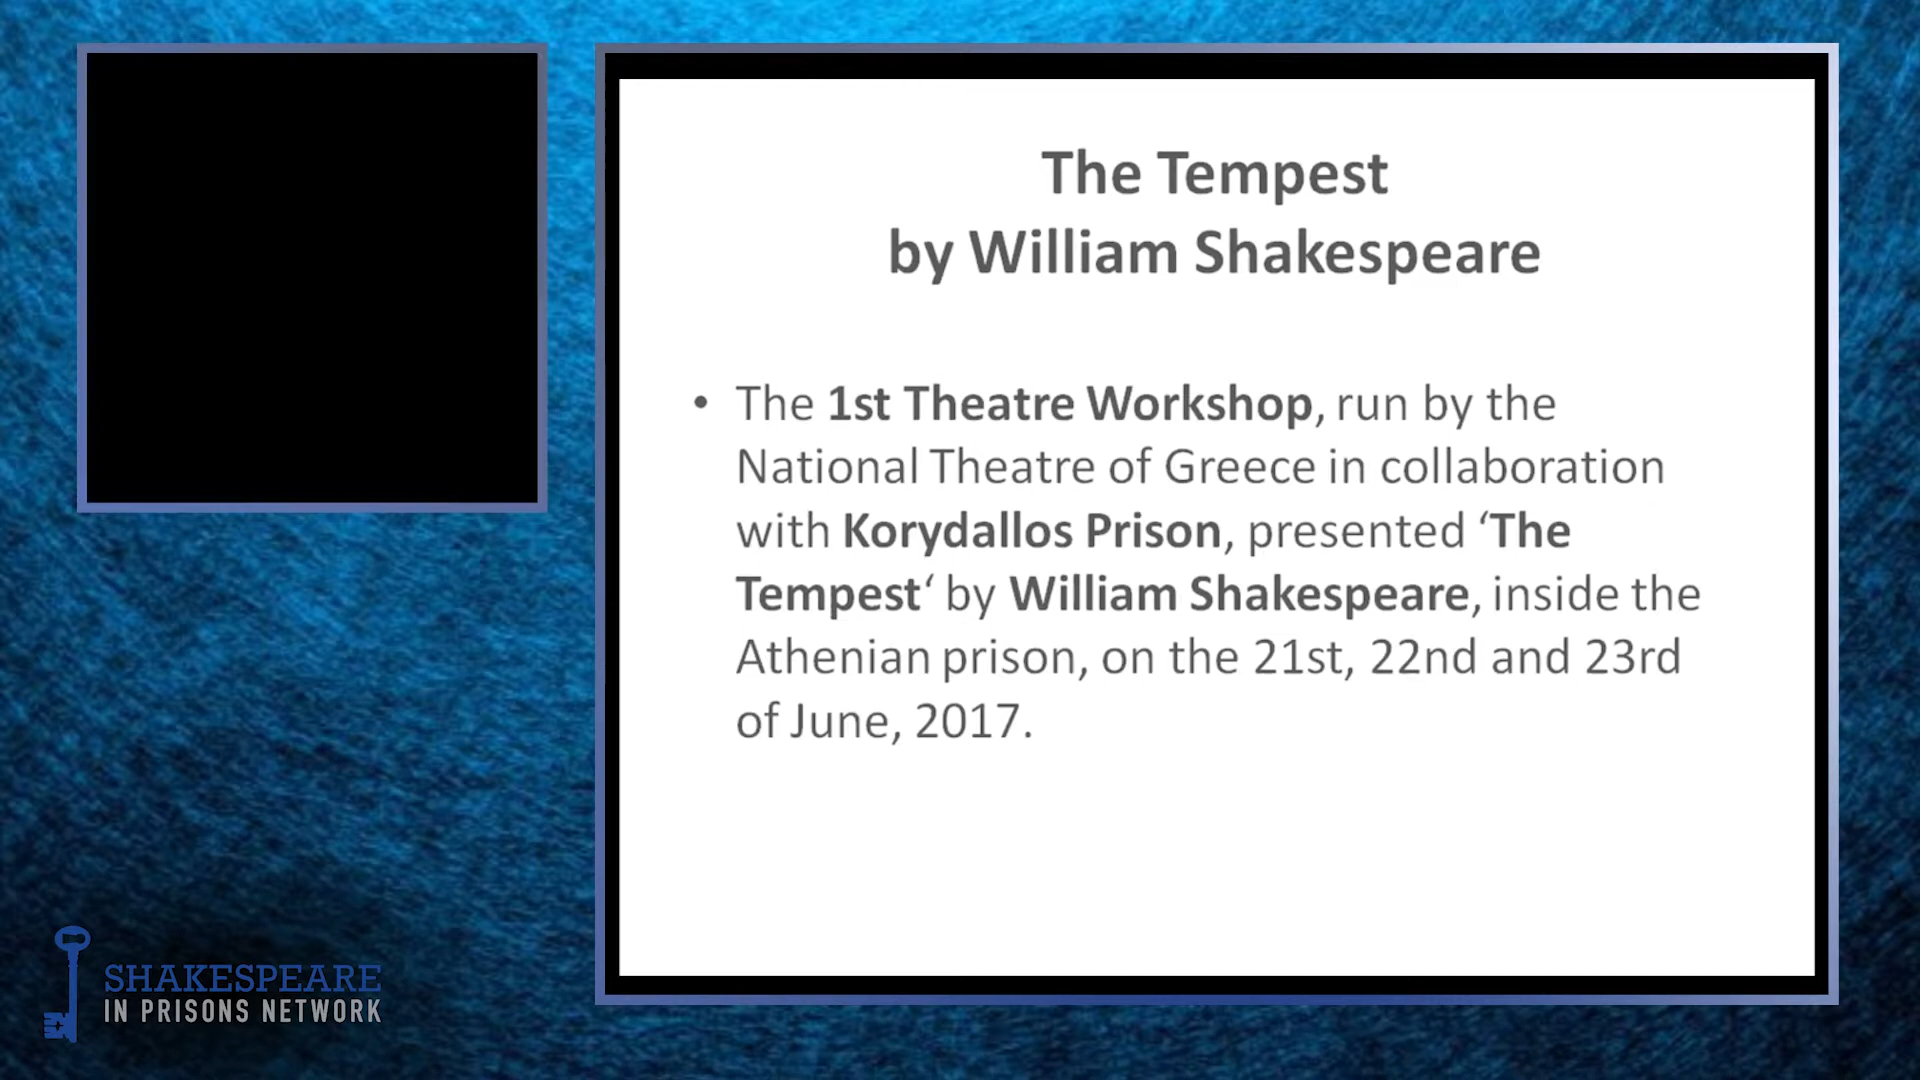 The Tempest
by William Shakespeare
• The 1st Theatre Workshop, run by the
National Theatre of Greece in collaboration
with Korydallos Prison, presented ‘The
Tempest‘ by William Shakespeare, inside the
Athenian prison, on the 21st, 22nd and 23rd
of June, 2017.
SHAKESPEARE
IN PRISONS NETWORK